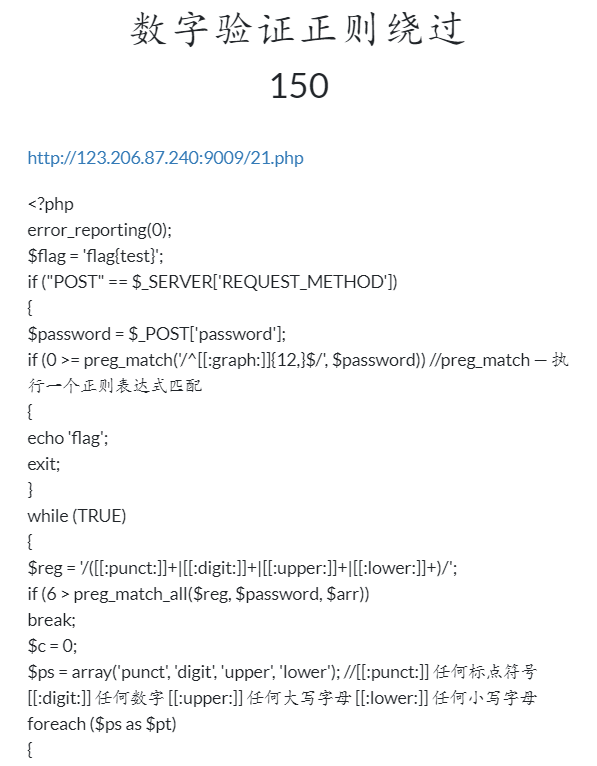 数字验证正则绕过
150
http://123.206.87.240:9009/21.php
<?php
error_reporting(0);
$flag = 'flag{test}';
if ("POST" == $_SERVER['REQUEST_METHOD'])
{
$password = $_POST['password'];
if (0 >= preg_match('/^[[:graph:]]{12,}$/', $password)) //preg_match — 执
行一个正则表达式匹配
{
echo 'flag';
exit;
}
while (TRUE)
{
$reg = '/([[:punct:]]+|[[:digit:]]+|[[:upper:]]+|[[:lower:]]+)/';
if (6 > preg_match_all($reg, $password, $arr))
break;
$c = 0;
$ps = array('punct', 'digit', 'upper', 'lower'); //[[:punct:]] 任何标点符号
[[:digit:]] 任何数字 [[:upper:]] 任何大写字母 [[:lower:]] 任何小写字母
foreach ($ps as $pt)
{